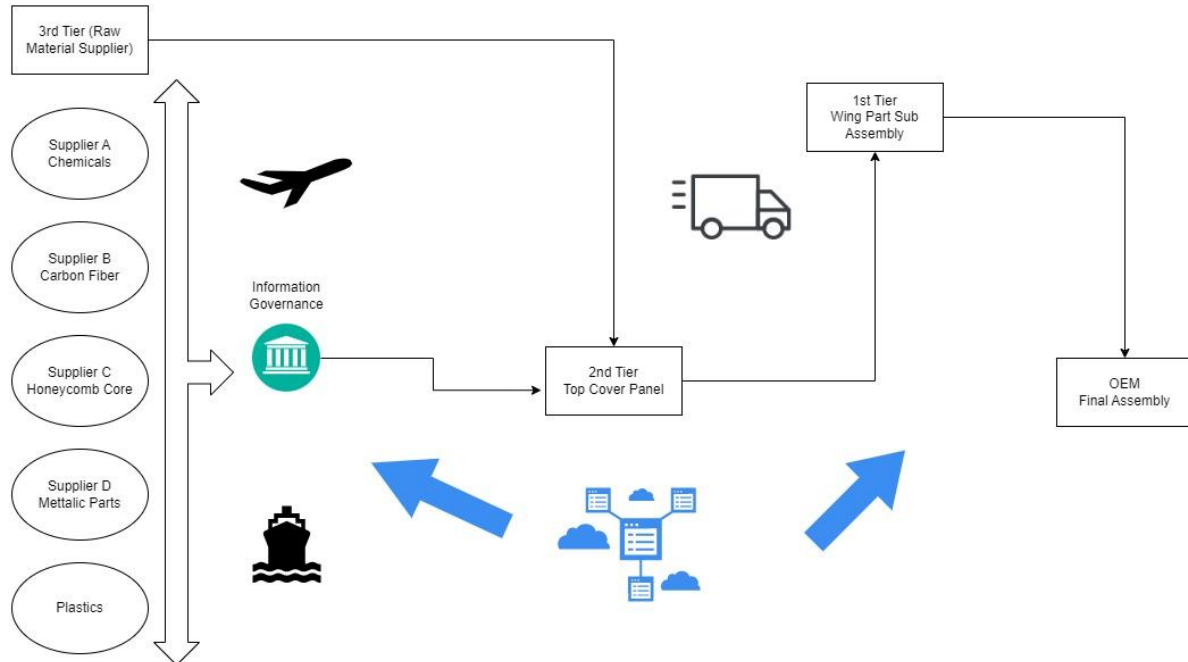 3rd Tier (Raw
Material Supplier)
Supplier A
Chemicals
Supplier B
Carbon Fiber
Supplier C
Honeycomb Core
Supplier D
Mettalic Parts
Plastics
Information
Governance
2nd Tier
Top Cover Panel
1st Tier
Wing Part Sub
Assembly
OEM
Final Assembly